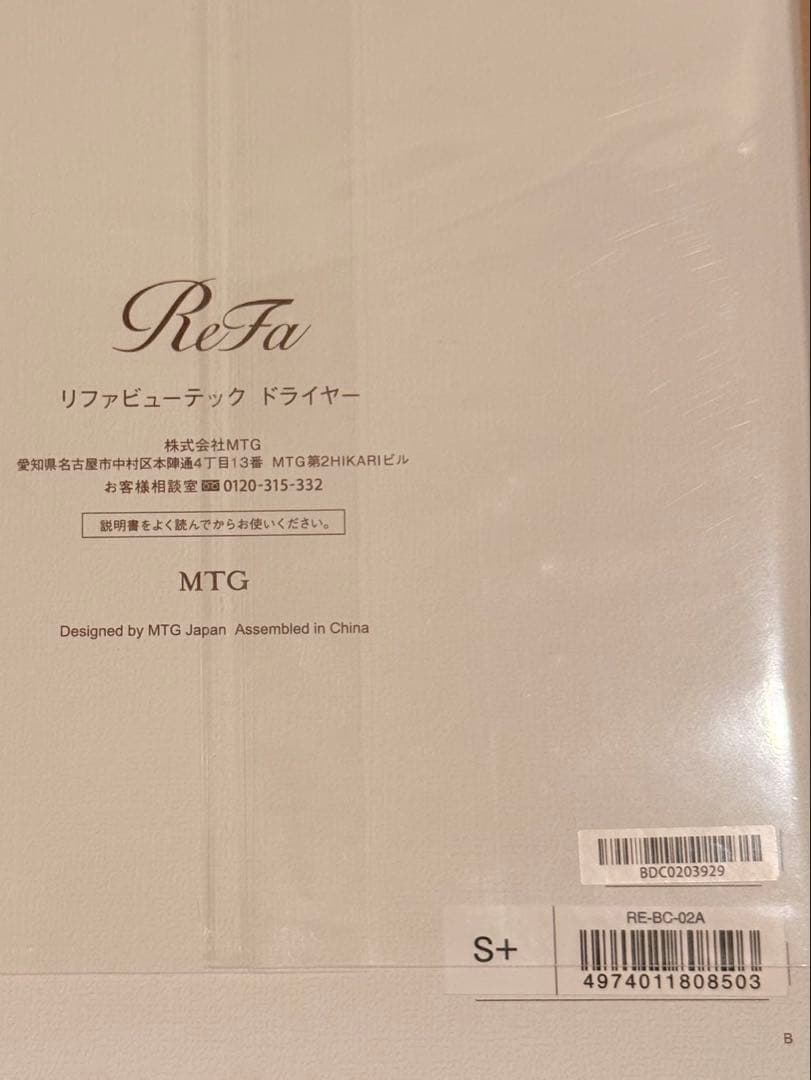 ReFa
リファビューテック ドライヤー
株式会社MTG
愛知県名古屋市中村区本陣通4丁目13番 MTG第2HIKARIビル
お客様相談室 0120-315-332
説明書をよく読んでからお使いください。
MTG
Designed by MTG Japan Assembled in China
BDC0203929
RE-BC-02A
S+
4974011808503
B